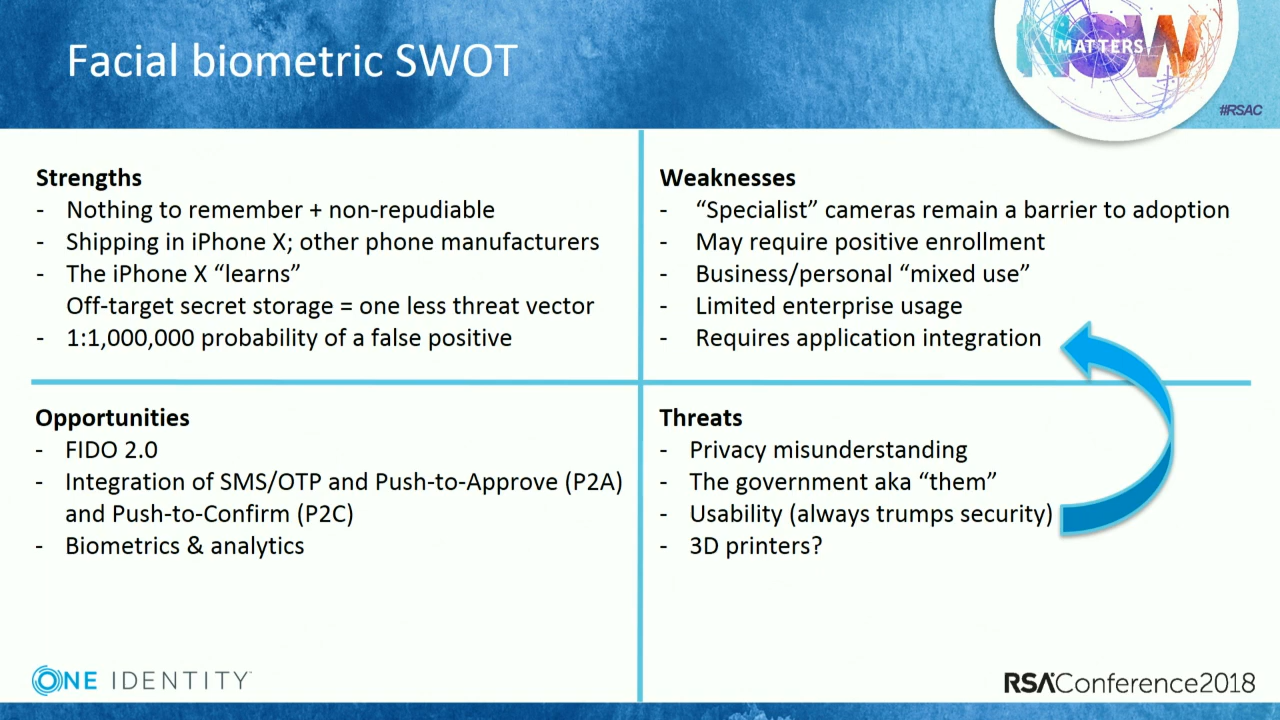 Facial biometric SWOT
NOW
MATTERS
#RSAC
Strengths
- Nothing to remember + non-repudiable
- Shipping in iPhone X; other phone manufacturers
- The iPhone X “learns”
Off-target secret storage = one less threat vector
- 1:1,000,000 probability of a false positive
Weaknesses
- “Specialist” cameras remain a barrier to adoption
- May require positive enrollment
- Business/personal “mixed use”
- Limited enterprise usage
- Requires application integration
Opportunities
- FIDO 2.0
- Integration of SMS/OTP and Push-to-Approve (P2A)
and Push-to-Confirm (P2C)
- Biometrics & analytics
Threats
- Privacy misunderstanding
- The government aka “them”
- Usability (always trumps security)
- 3D printers?
ONE IDENTITY
RSAConference2018